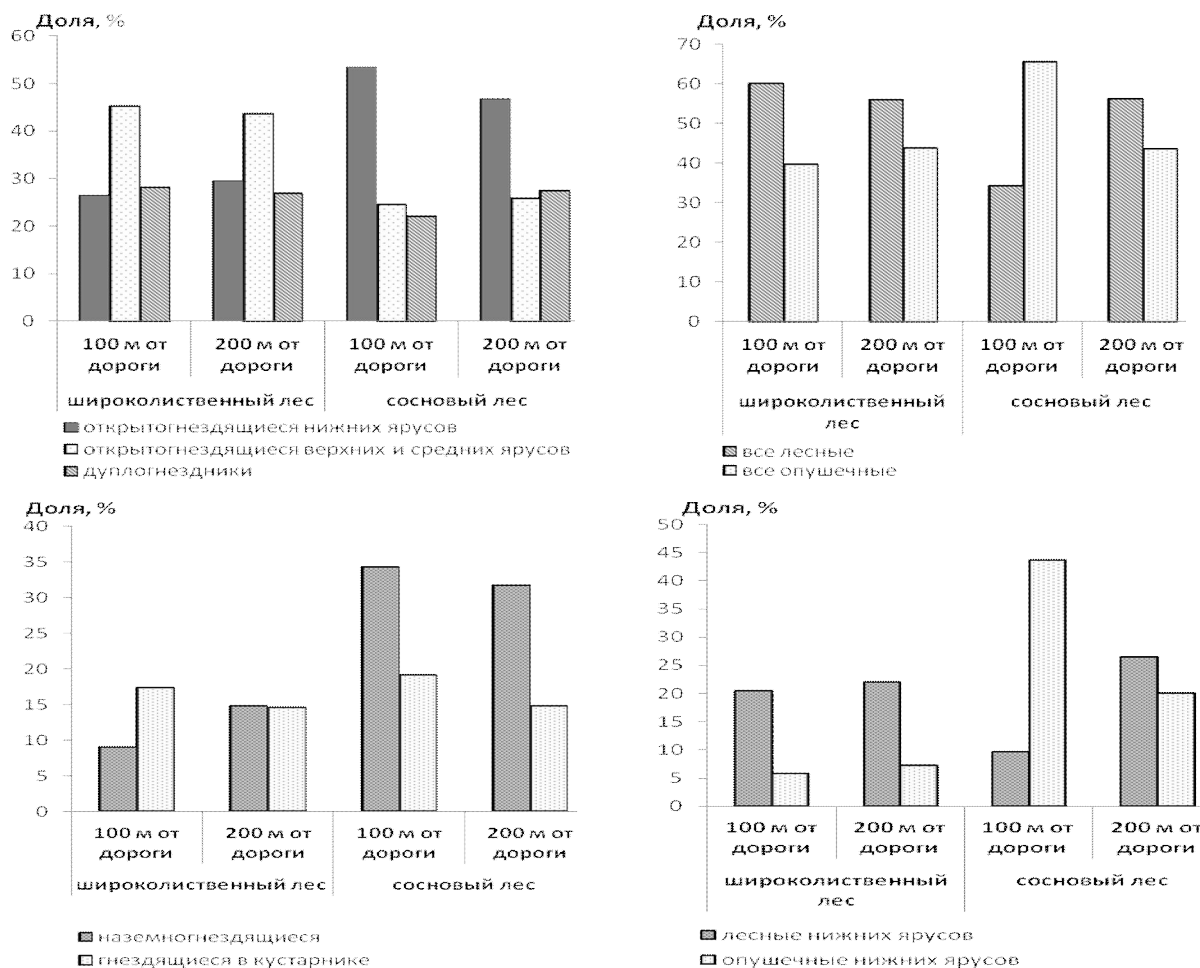 Доля, %
60
50
40
30
20
10
0
100 м от дороги
200 м от дороги
100 м от дороги
200 м от дороги
широколиственный лес
сосновый лес
открытогнездящиеся нижних ярусов
открытогнездящиеся верхних и средних ярусов
дуплогнездники
Доля, %
70
60
50
40
30
20
10
0
100 м от дороги
200 м от дороги
100 м от дороги
200 м от дороги
широколиственный лес
сосновый лес
все лесные
все опушечные
Доля, %
40
35
30
25
20
15
10
5
0
100 м от дороги
200 м от дороги
100 м от дороги
200 м от дороги
широколиственный лес
сосновый лес
наземногнездящиеся
гнездящиеся в кустарнике
Доля, %
50
45
40
35
30
25
20
15
10
5
0
100 м от дороги
200 м от дороги
100 м от дороги
200 м от дороги
широколиственный лес
сосновый лес
лесные нижних ярусов
опушечные нижних ярусов